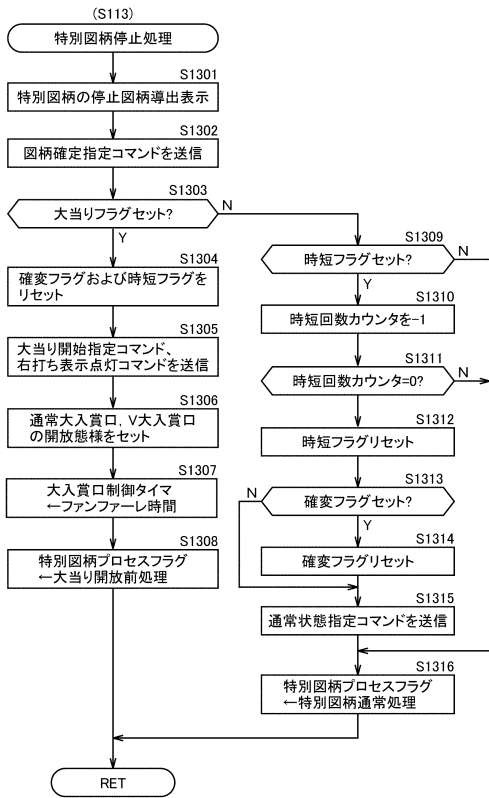 (S113)
特別図柄停止処理
S1301
特別図柄の停止図柄導出表示
S1302
図柄確定指定コマンドを送信
S1303
大当りフラグセット?
N
Y
S1304
確変フラグおよび時短フラグを
リセット
S1305
大当り開始指定コマンド、
右打ち表示点灯コマンドを送信
S1306
通常大入賞口,V大入賞口
の開放態様をセット
S1307
大入賞口制御タイマ
←ファンファーレ時間
S1308
特別図柄プロセスフラグ
←大当り開放前処理
S1309
時短フラグセット?
N
Y
S1310
時短回数カウンタを-1
S1311
時短回数カウンタ=0?
N
Y
S1312
時短フラグリセット
S1313
N
確変フラグセット?
Y
S1314
確変フラグリセット
S1315
通常状態指定コマンドを送信
S1316
特別図柄プロセスフラグ
←特別図柄通常処理
RET